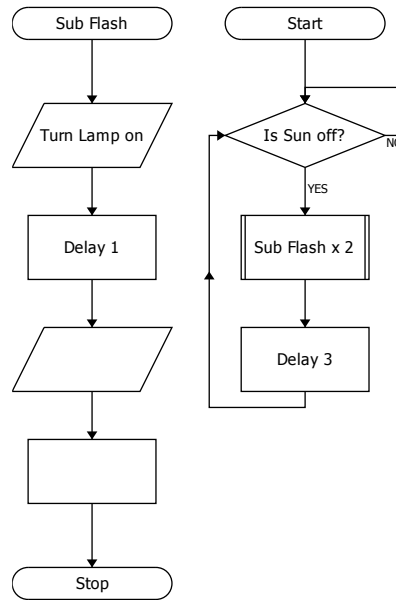 Sub Flash
Turn Lamp on
Delay 1
Stop
Start
Is Sun off?
NO
YES
Sub Flash x 2
Delay 3